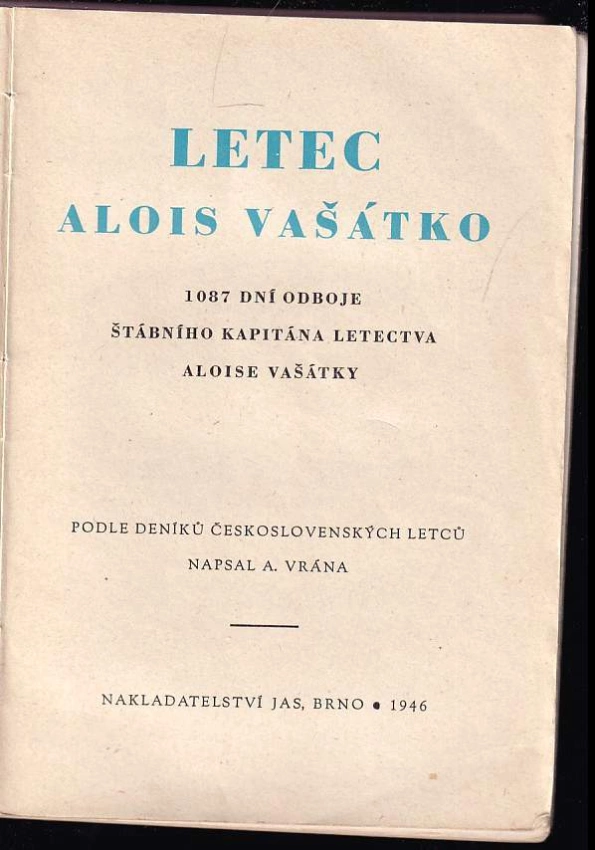 LETEC
ALOIS VAŠÁTKO
1087 DNÍ ODBOJE
ŠTÁBNÍHO KAPITÁNA LETECTVA
ALOISE VAŠÁTKY
PODLE DENÍKŮ ČESKOSLOVENSKÝCH LETCŮ
NAPSAL A. VRÁNA
NAKLADATELSTVÍ JAS, BRNO • 1946